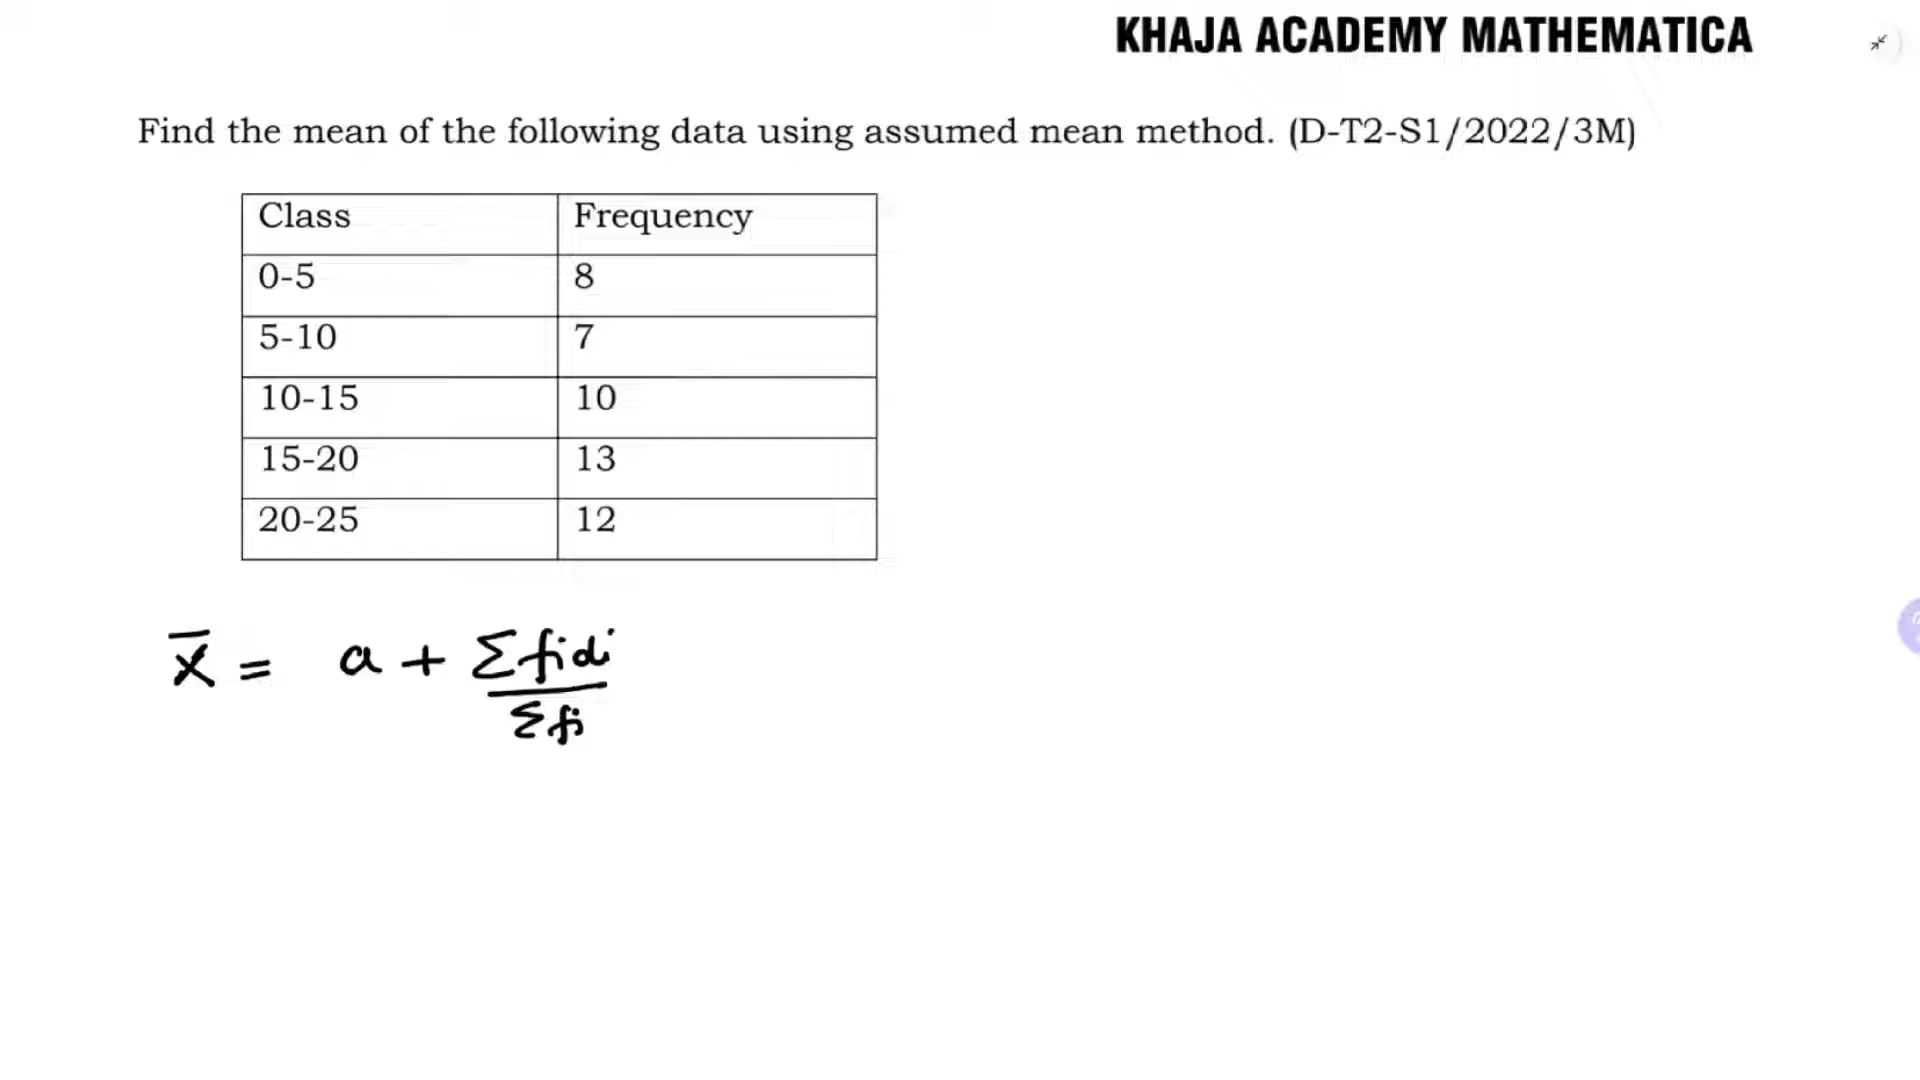 KHAJA ACADEMY MATHEMATICA
Find the mean of the following data using assumed mean method. (D-T2-S1/2022/3M)
Class Frequency
0-5 8
5-10 7
10-15 10
15-20 13
20-25 12
x̄ = a + Σfidi
Σfi